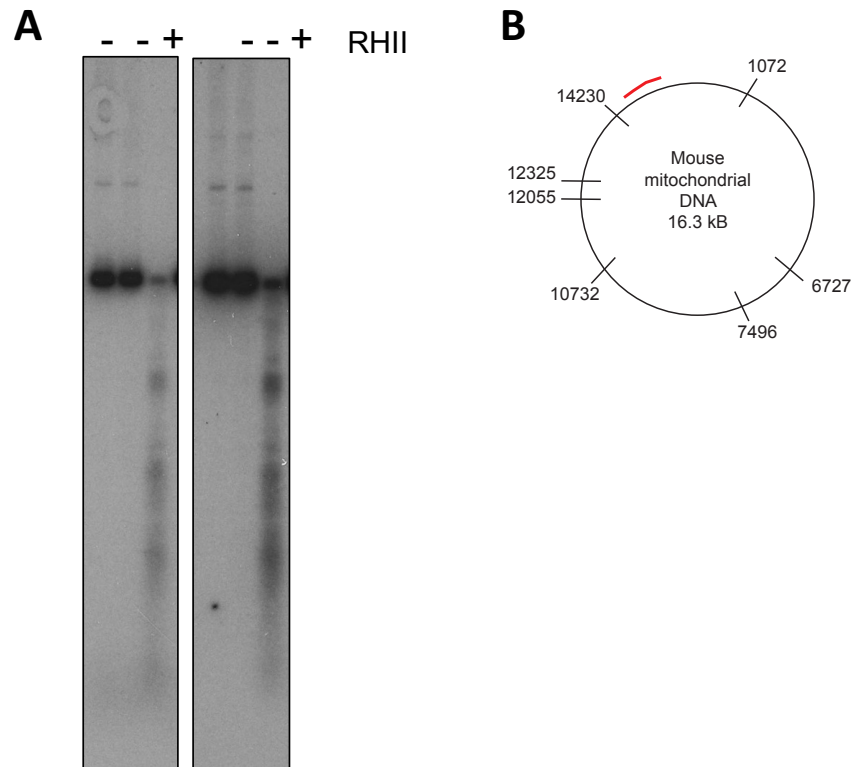 A
- - + - - + RHII
B
1072
14230
12325
12055
Mouse
mitochondrial
DNA
16.3 kB
10732
6727
7496